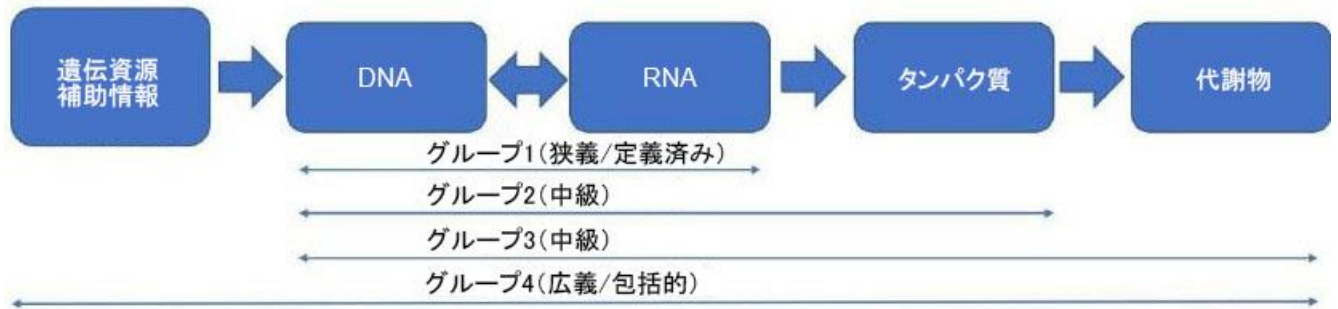 遺伝資源
補助情報
DNA
RNA
タンパク質
代謝物
グループ1(狭義/定義済み)
グループ2(中級)
グループ3(中級)
グループ4(広義/包括的)